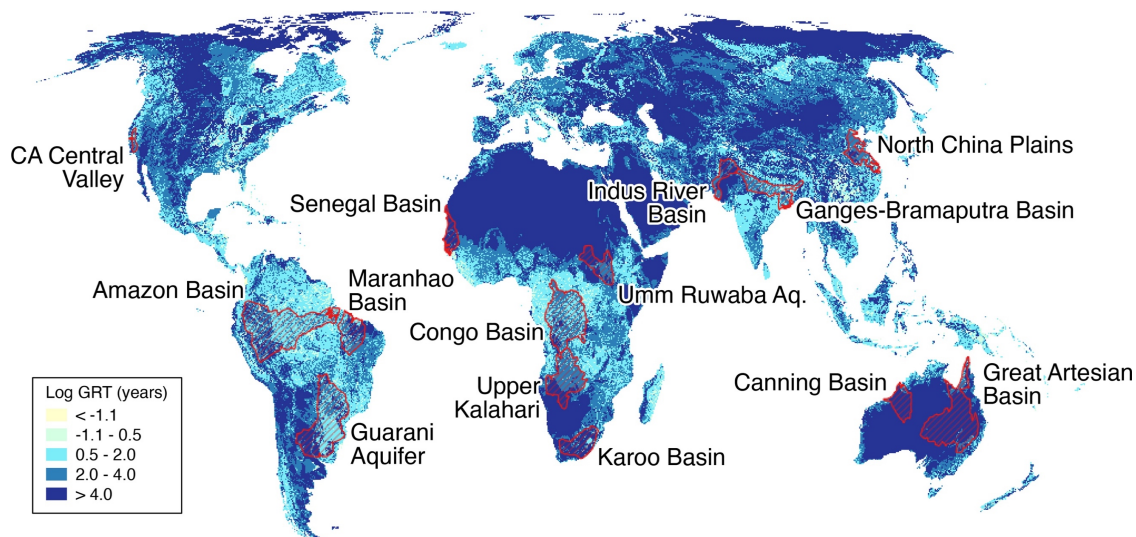 North China Plains
CA Central
Valley
Indus River
Basin
Senegal Basin
Ganges-Bramaputra Basin
Maranhao
Basin
Amazon Basin
Umm Ruwaba Aq.
Congo Basin
Upper
Kalahari
Canning Basin
Great Artesian
Basin
Guarani
Aquifer
Karoo Basin
Log GRT (years)
< -1.1
-1.1 - 0.5
0.5 - 2.0
2.0 - 4.0
> 4.0